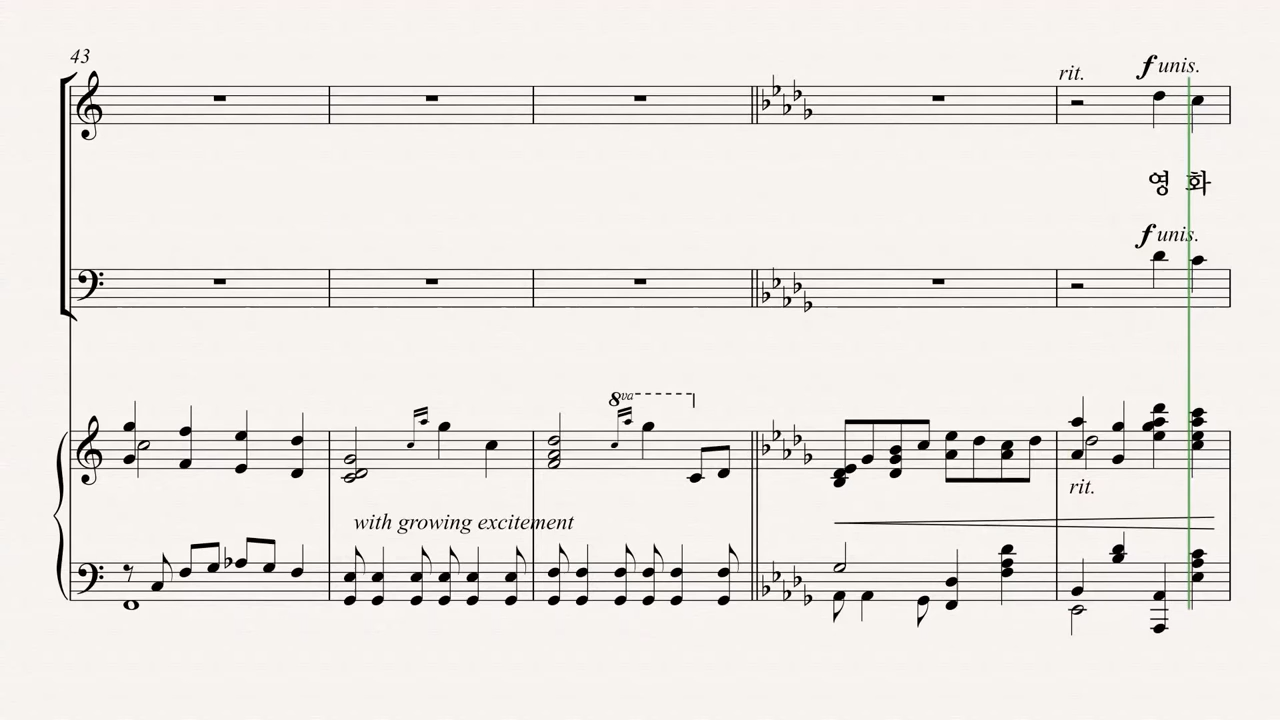 43
rit.
f unis.
영 화
f unis.
8va
with growing excitement
rit.